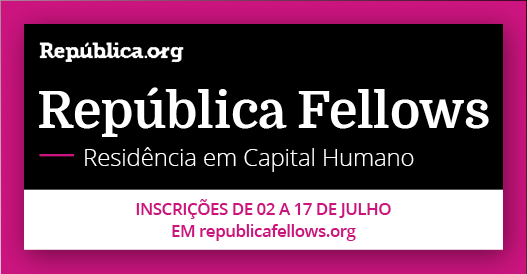 República.org
República Fellows
Residência em Capital Humano
INSCRIÇÕES DE 02 A 17 DE JULHO
EM republicafellows.org